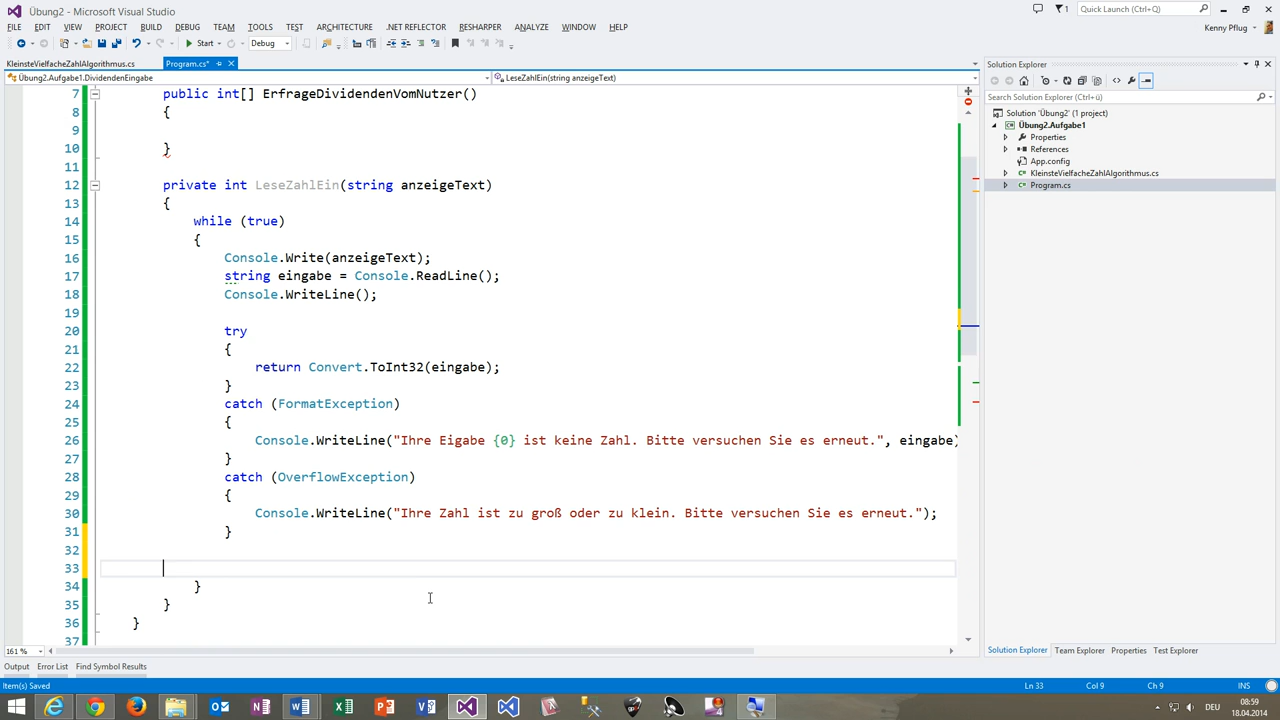 Übung2 - Microsoft Visual Studio
Quick Launch (Ctrl+Q)
FILE EDIT VIEW PROJECT BUILD DEBUG TEAM TOOLS TEST ARCHITECTURE .NET REFLECTOR RESHARPER ANALYZE WINDOW HELP
Kenny Pflug
Start Debug
KleinsteVielfacheZahlAlgorithmus.cs Program.cs*
Übung2.Aufgabe1.DividendenEingabe LeseZahlEin(string anzeigeText)
7 public int[] ErfrageDividendenVomNutzer()
8 {
9
10 }
11
12 private int LeseZahlEin(string anzeigeText)
13 {
14 while (true)
15 {
16 Console.Write(anzeigeText);
17 string eingabe = Console.ReadLine();
18 Console.WriteLine();
19
20 try
21 {
22 return Convert.ToInt32(eingabe);
23 }
24 catch (FormatException)
25 {
26 Console.WriteLine("Ihre Eigabe {0} ist keine Zahl. Bitte versuchen Sie es erneut.", eingabe)
27 }
28 catch (OverflowException)
29 {
30 Console.WriteLine("Ihre Zahl ist zu groß oder zu klein. Bitte versuchen Sie es erneut.");
31 }
32
33
34 }
35 }
36 }
37
161 %
Solution Explorer
Search Solution Explorer (Ctrl+ü)
Solution 'Übung2' (1 project)
Übung2.Aufgabe1
Properties
References
App.config
KleinsteVielfacheZahlAlgorithmus.cs
Program.cs
Solution Explorer Team Explorer Properties Test Explorer
Output Error List Find Symbol Results
Item(s) Saved Ln 33 Col 9 Ch 9 INS
DEU 08:59
18.04.2014